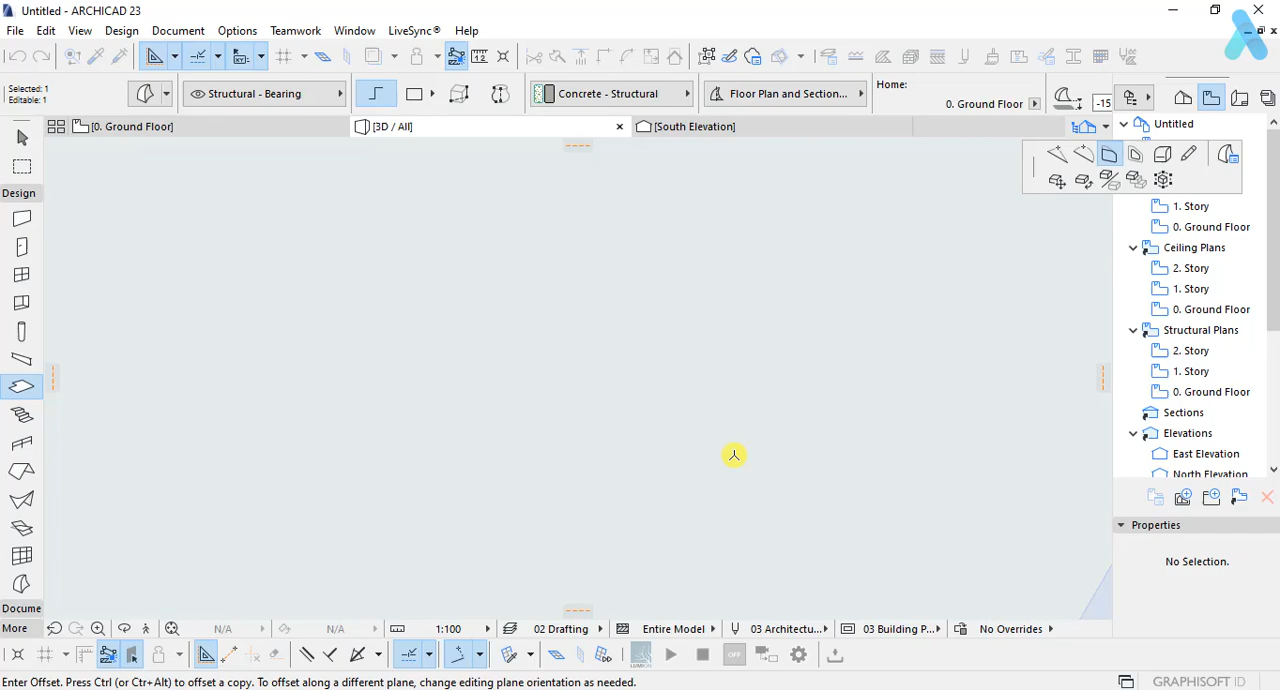 Untitled - ARCHICAD 23
File Edit View Design Document Options Teamwork Window LiveSync® Help
Selected: 1
Editable: 1
Structural - Bearing
Concrete - Structural
Floor Plan and Section...
Home:
0. Ground Floor
-15
[0. Ground Floor]
[3D / All]
[South Elevation]
Untitled
1. Story
0. Ground Floor
Ceiling Plans
2. Story
1. Story
0. Ground Floor
Structural Plans
2. Story
1. Story
0. Ground Floor
Sections
Elevations
East Elevation
North Elevation
Properties
No Selection.
Design
Docume
More
N/A
N/A
1:100
02 Drafting
Entire Model
03 Architectu...
03 Building P...
No Overrides
OFF
Enter Offset. Press Ctrl (or Ctrl+Alt) to offset a copy. To offset along a different plane, change editing plane orientation as needed.
GRAPHISOFT ID